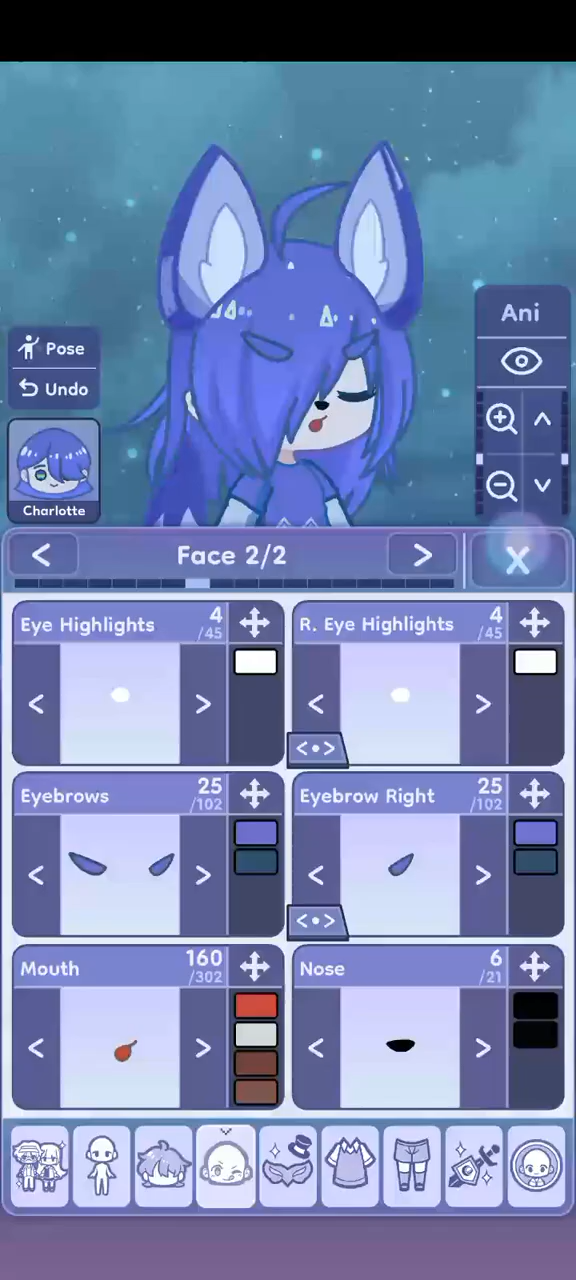 Ani
Pose
Undo
Charlotte
< Face 2/2 > X
Eye Highlights 4 /45
R. Eye Highlights 4 /45
< >
< >
<•>
Eyebrows 25 /102
Eyebrow Right 25 /102
< >
< >
<•>
Mouth 160 /302
Nose 6 /21
< >
< >